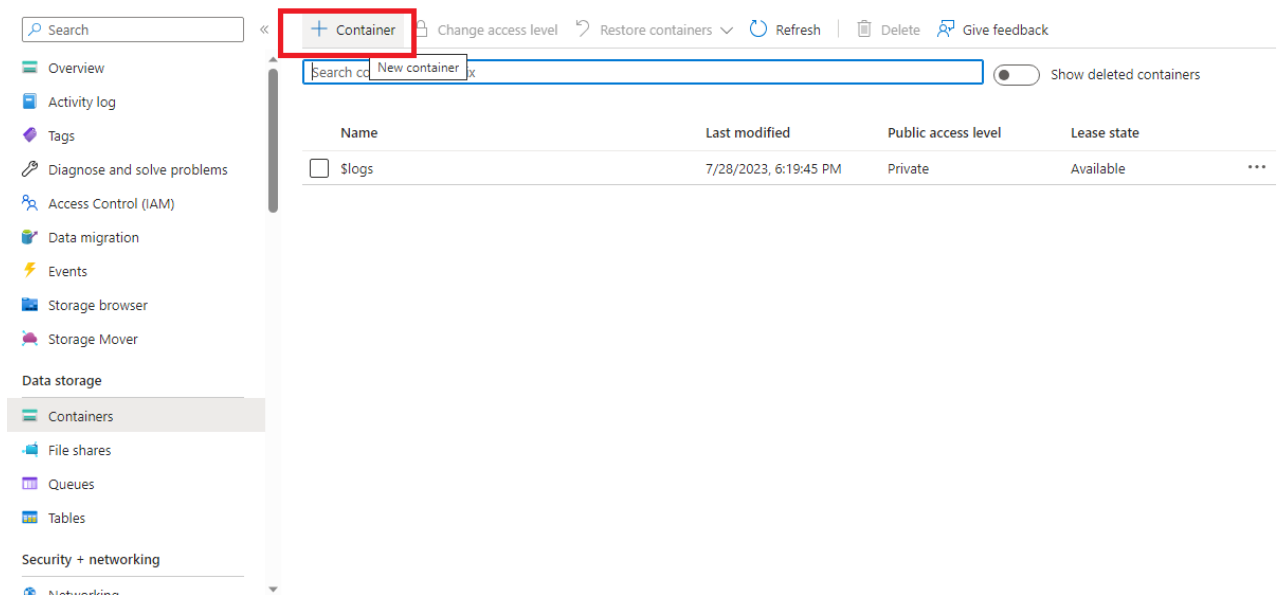 Search
«
+ Container
Change access level
Restore containers
Refresh
Delete
Give feedback
Overview
Activity log
Tags
Diagnose and solve problems
Access Control (IAM)
Data migration
Events
Storage browser
Storage Mover
Data storage
Containers
File shares
Queues
Tables
Security + networking
Networking
New container
Search co
x
Show deleted containers
Name Last modified Public access level Lease state
$logs 7/28/2023, 6:19:45 PM Private Available ...